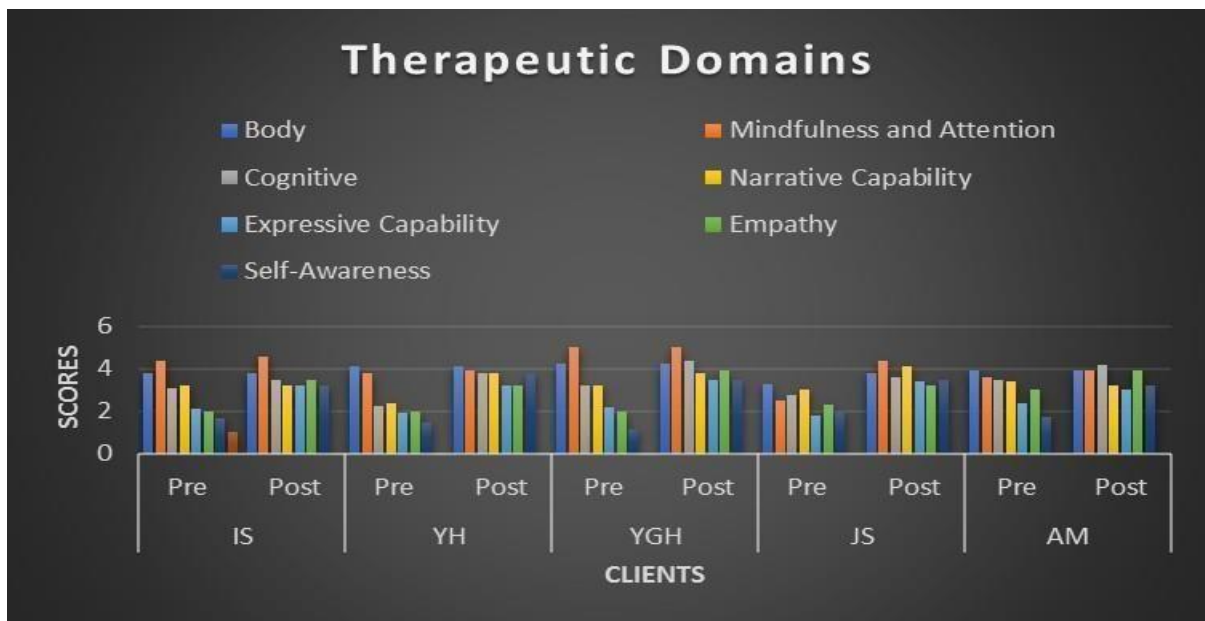 Therapeutic Domains
Body
Mindfulness and Attention
Cognitive
Narrative Capability
Expressive Capability
Empathy
Self-Awareness
6
4
2
0
SCORES
Pre Post Pre Post Pre Post Pre Post Pre Post
IS YH YGH JS AM
CLIENTS